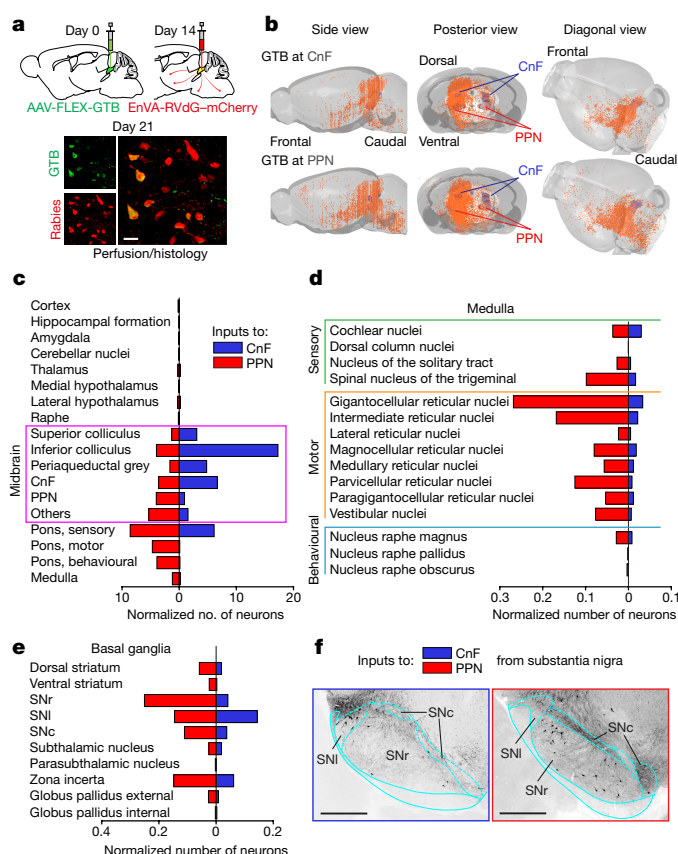 a
Day 0
Day 14
AAV-FLEX-GTB EnVA-RVdG–mCherry
Day 21
GTB
Rabies
Perfusion/histology
b
Side view
Posterior view
Diagonal view
GTB at CnF
Dorsal
CnF
Frontal
PPN
Frontal
Caudal
Ventral
GTB at PPN
CnF
Caudal
PPN
c
Cortex
Hippocampal formation
Amygdala
Cerebellar nuclei
Thalamus
Medial hypothalamus
Lateral hypothalamus
Raphe
Superior colliculus
Inferior colliculus
Periaqueductal grey
CnF
PPN
Others
Pons, sensory
Pons, motor
Pons, behavioural
Medulla
Midbrain
Inputs to:
CnF
PPN
10 0 10 20
Normalized no. of neurons
d
Medulla
Sensory
Cochlear nuclei
Dorsal column nuclei
Nucleus of the solitary tract
Spinal nucleus of the trigeminal
Motor
Gigantocellular reticular nuclei
Intermediate reticular nuclei
Lateral reticular nuclei
Magnocellular reticular nuclei
Medullary reticular nuclei
Parvicellular reticular nuclei
Paragigantocellular reticular nuclei
Vestibular nuclei
Behavioural
Nucleus raphe magnus
Nucleus raphe pallidus
Nucleus raphe obscurus
0.3 0.2 0.1 0 0.1
Normalized number of neurons
e
Basal ganglia
Dorsal striatum
Ventral striatum
SNr
SNl
SNc
Subthalamic nucleus
Parasubthalamic nucleus
Zona incerta
Globus pallidus external
Globus pallidus internal
0.4 0.2 0 0.2
Normalized number of neurons
f
Inputs to:
CnF
PPN
from substantia nigra
SNc
SNl
SNr
SNc
SNl
SNr